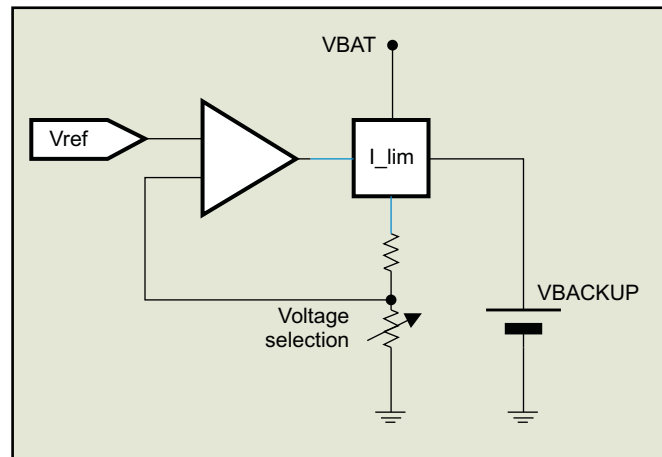 VBAT
Vref
I_lim
VBACKUP
Voltage
selection